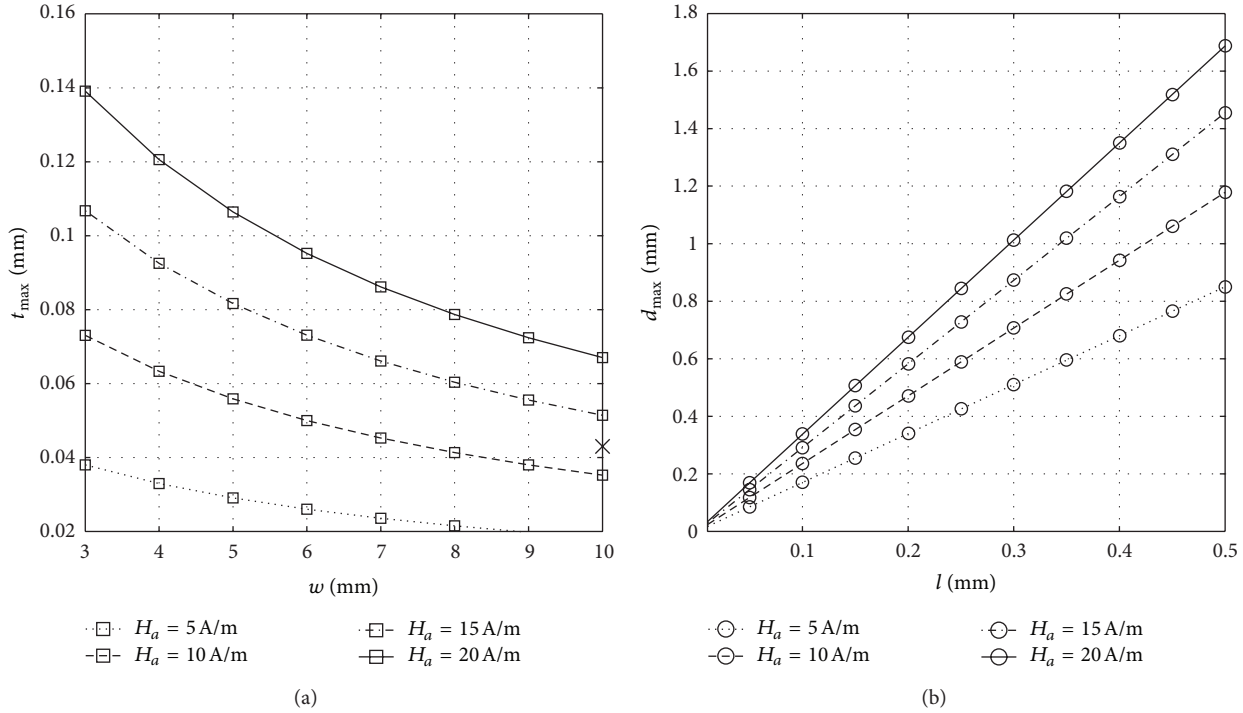 0.16
0.14
0.12
0.1
0.08
0.06
0.04
0.02
t_max (mm)
3 4 5 6 7 8 9 10
w (mm)
H_a = 5 A/m
H_a = 10 A/m
H_a = 15 A/m
H_a = 20 A/m
(a)
1.8
1.6
1.4
1.2
1
0.8
0.6
0.4
0.2
0
d_max (mm)
0.1 0.2 0.3 0.4 0.5
l (mm)
H_a = 5 A/m
H_a = 10 A/m
H_a = 15 A/m
H_a = 20 A/m
(b)